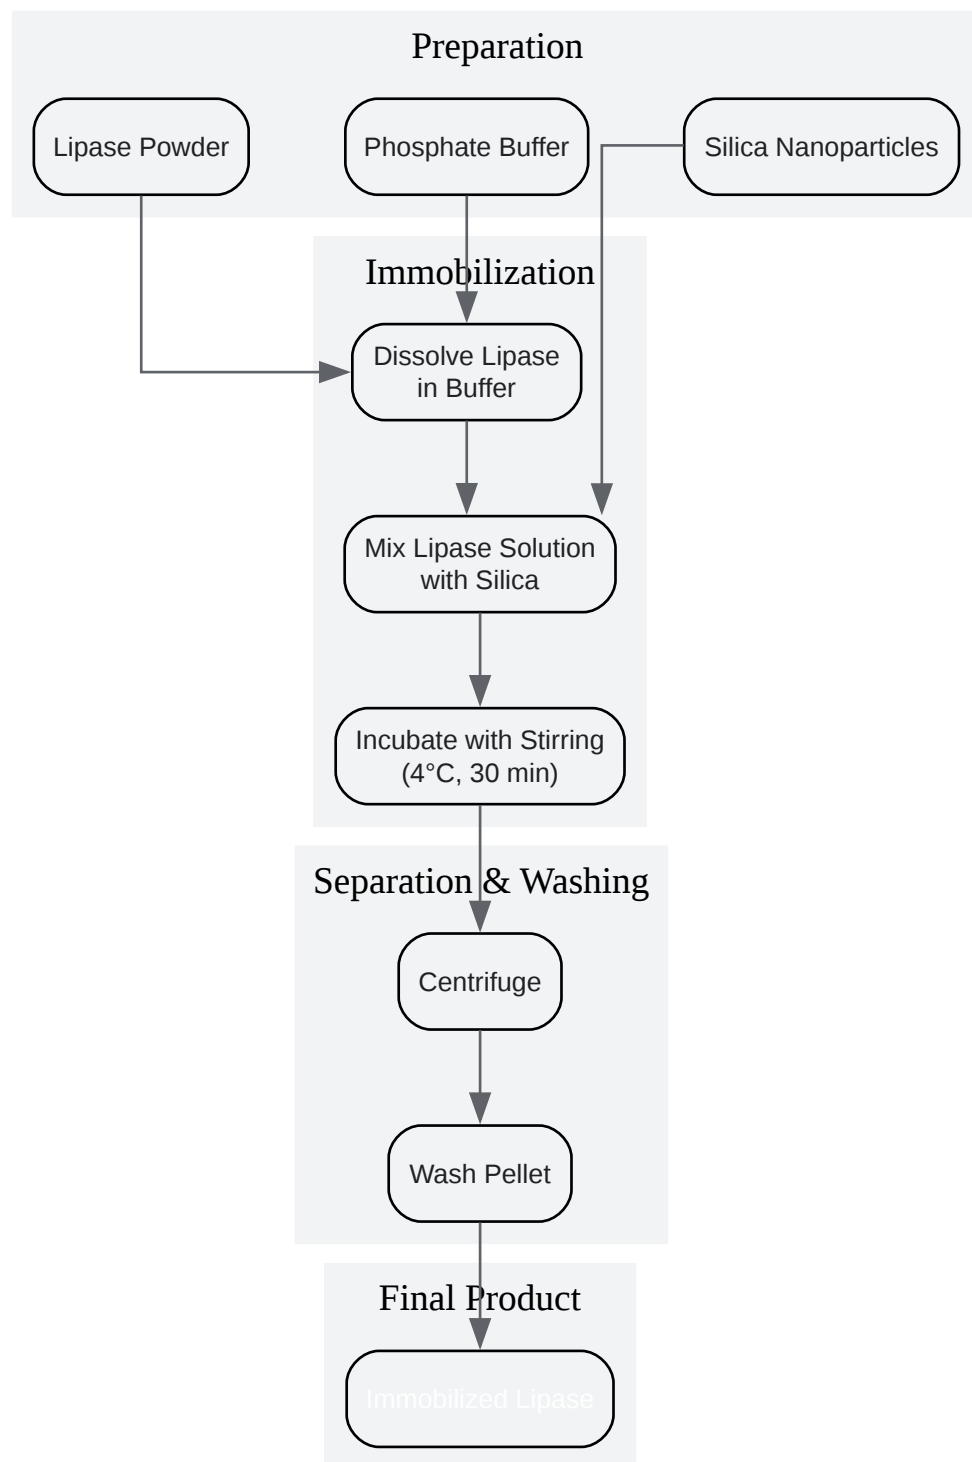 Preparation
Lipase Powder
Phosphate Buffer
Silica Nanoparticles
Immobilization
Dissolve Lipase
in Buffer
Mix Lipase Solution
with Silica
Incubate with Stirring
(4°C, 30 min)
Separation & Washing
Centrifuge
Wash Pellet
Final Product
Immobilized Lipase